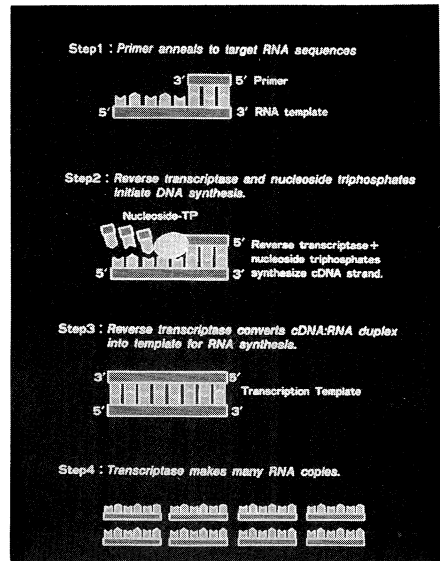 Step1 : Primer anneals to target RNA sequences
3' 5' Primer
5' 3' RNA template
Step2 : Reverse transcriptase and nucleoside triphosphates
initiate DNA synthesis.
Nucleoside-TP
5' Reverse transcriptase+
nucleoside triphosphates
5' 3' synthesize cDNA strand.
Step3 : Reverse transcriptase converts cDNA:RNA duplex
into template for RNA synthesis.
3' 5'
Transcription Template
5' 3'
Step4 : Transcriptase makes many RNA copies.